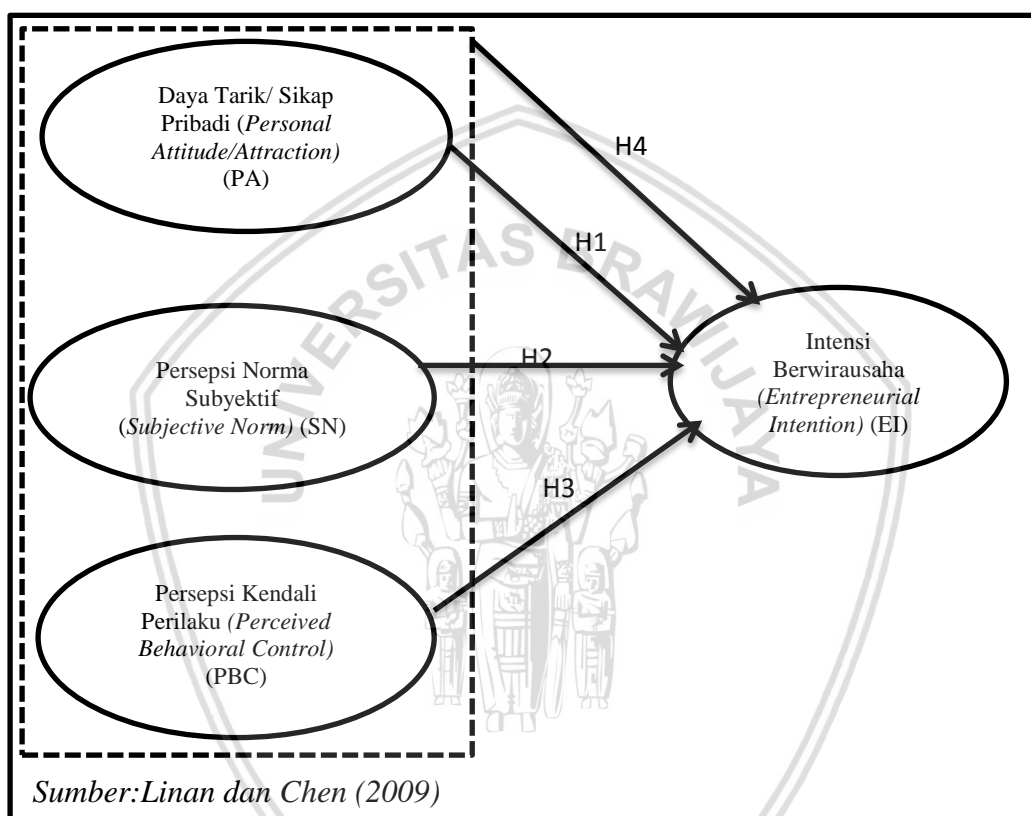 Daya Tarik/ Sikap
Pribadi (Personal
Attitude/Attraction)
(PA)
H4
H1
UNIVERSITAS BRAWIJAYA
Persepsi Norma
Subyektif
(Subjective Norm) (SN)
H2
Intensi
Berwirausaha
(Entrepreneurial
Intention) (EI)
H3
Persepsi Kendali
Perilaku (Perceived
Behavioral Control)
(PBC)
Sumber:Linan dan Chen (2009)